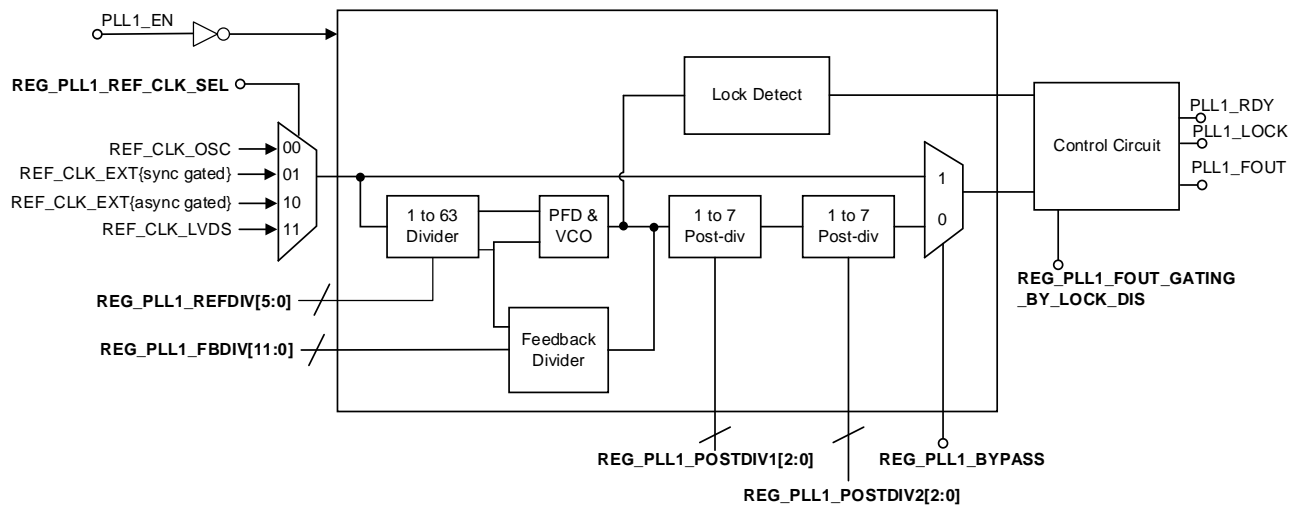 PLL1_EN
REG_PLL1_REF_CLK_SEL
REF_CLK_OSC
REF_CLK_EXT{sync gated}
REF_CLK_EXT{async gated}
REF_CLK_LVDS
00
01
10
11
Lock Detect
1 to 63
Divider
PFD &
VCO
1 to 7
Post-div
1 to 7
Post-div
1
0
Control Circuit
PLL1_RDY
PLL1_LOCK
PLL1_FOUT
REG_PLL1_FOUT_GATING
_BY_LOCK_DIS
REG_PLL1_REFDIV[5:0]
REG_PLL1_FBDIV[11:0]
Feedback
Divider
REG_PLL1_POSTDIV1[2:0]
REG_PLL1_BYPASS
REG_PLL1_POSTDIV2[2:0]